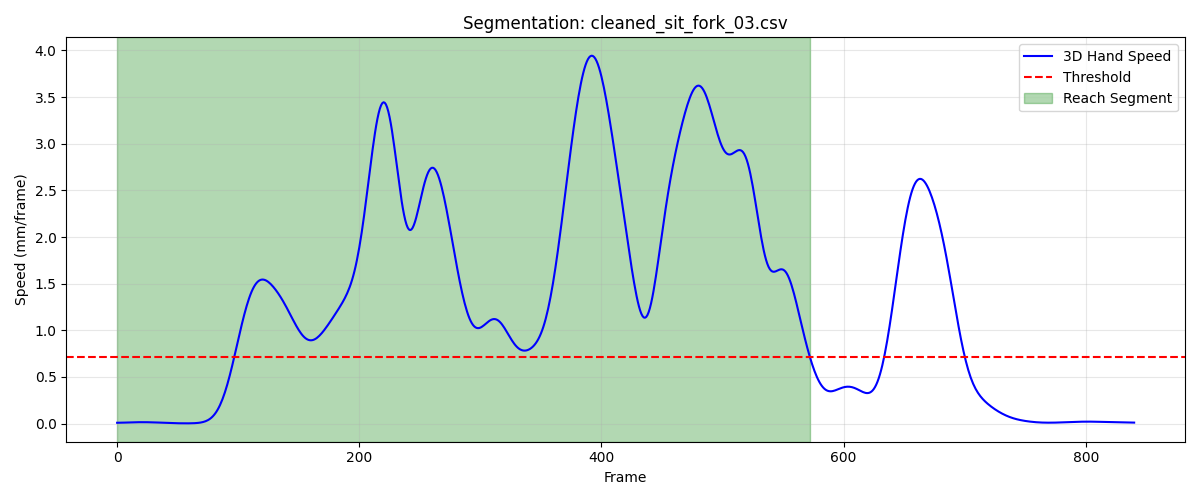 Segmentation: cleaned_sit_fork_03.csv
4.0
3.5
3.0
2.5
2.0
1.5
1.0
0.5
0.0
Speed (mm/frame)
3D Hand Speed
Threshold
Reach Segment
0 200 400 600 800
Frame